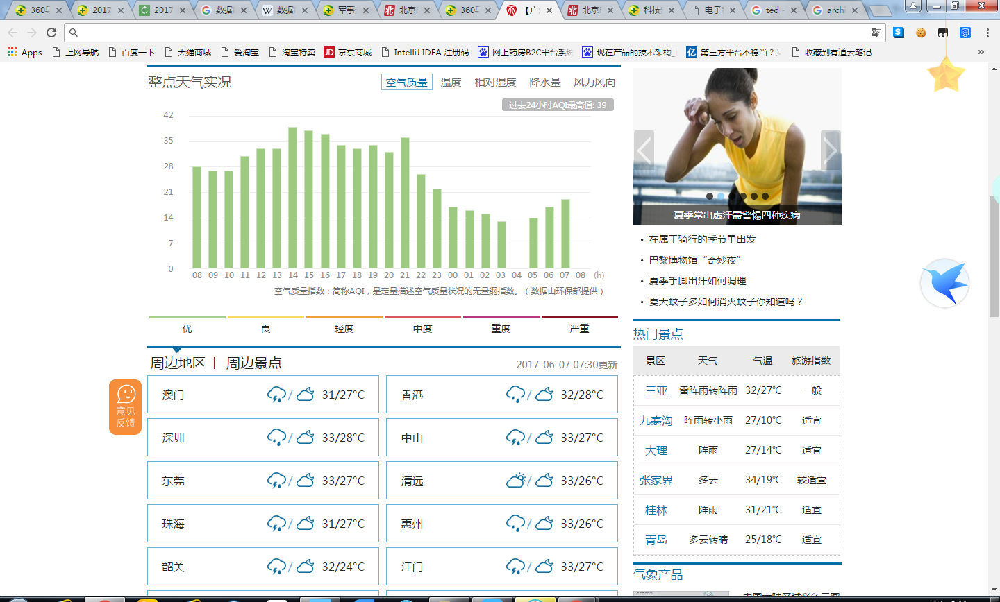 360
2017
2017
数据
数据
军事
北京
360
【广
北京
科技
电子
ted -
archi
Apps
上网导航
百度一下
天猫商城
爱淘宝
淘宝特卖
京东商城
IntelliJ IDEA 注册码
网上药房B2C平台系统
现在产品的技术架构_
第三方平台不稳当？
收藏到有道云笔记
»
整点天气实况
空气质量 温度 相对湿度 降水量 风力风向
过去24小时AQI最高值: 39
42
35
28
21
14
7
0
08 09 10 11 12 13 14 15 16 17 18 19 20 21 22 23 00 01 02 03 04 05 06 07 08 (h)
空气质量指数：简称AQI，是定量描述空气质量状况的无量纲指数。（数据由环保部提供）
优 良 轻度 中度 重度 严重
周边地区 | 周边景点
2017-06-07 07:30更新
澳门 / 31/27°C
香港 / 32/28°C
深圳 / 33/28°C
中山 / 33/27°C
东莞 / 33/27°C
清远 / 33/26°C
珠海 / 31/27°C
惠州 / 33/26°C
韶关 / 32/24°C
江门 / 33/27°C
意见
反馈
夏季常出虚汗需警惕四种疾病
• 在属于骑行的季节里出发
• 巴黎博物馆“奇妙夜”
• 夏季手脚出汗如何调理
• 夏天蚊子多如何消灭蚊子你知道吗？
热门景点
景区 天气 气温 旅游指数
三亚 雷阵雨转阵雨 32/27℃ 一般
九寨沟 阵雨转小雨 27/10℃ 适宜
大理 阵雨 27/14℃ 适宜
张家界 多云 34/19℃ 较适宜
桂林 阵雨 31/21℃ 适宜
青岛 多云转晴 25/18℃ 适宜
气象产品